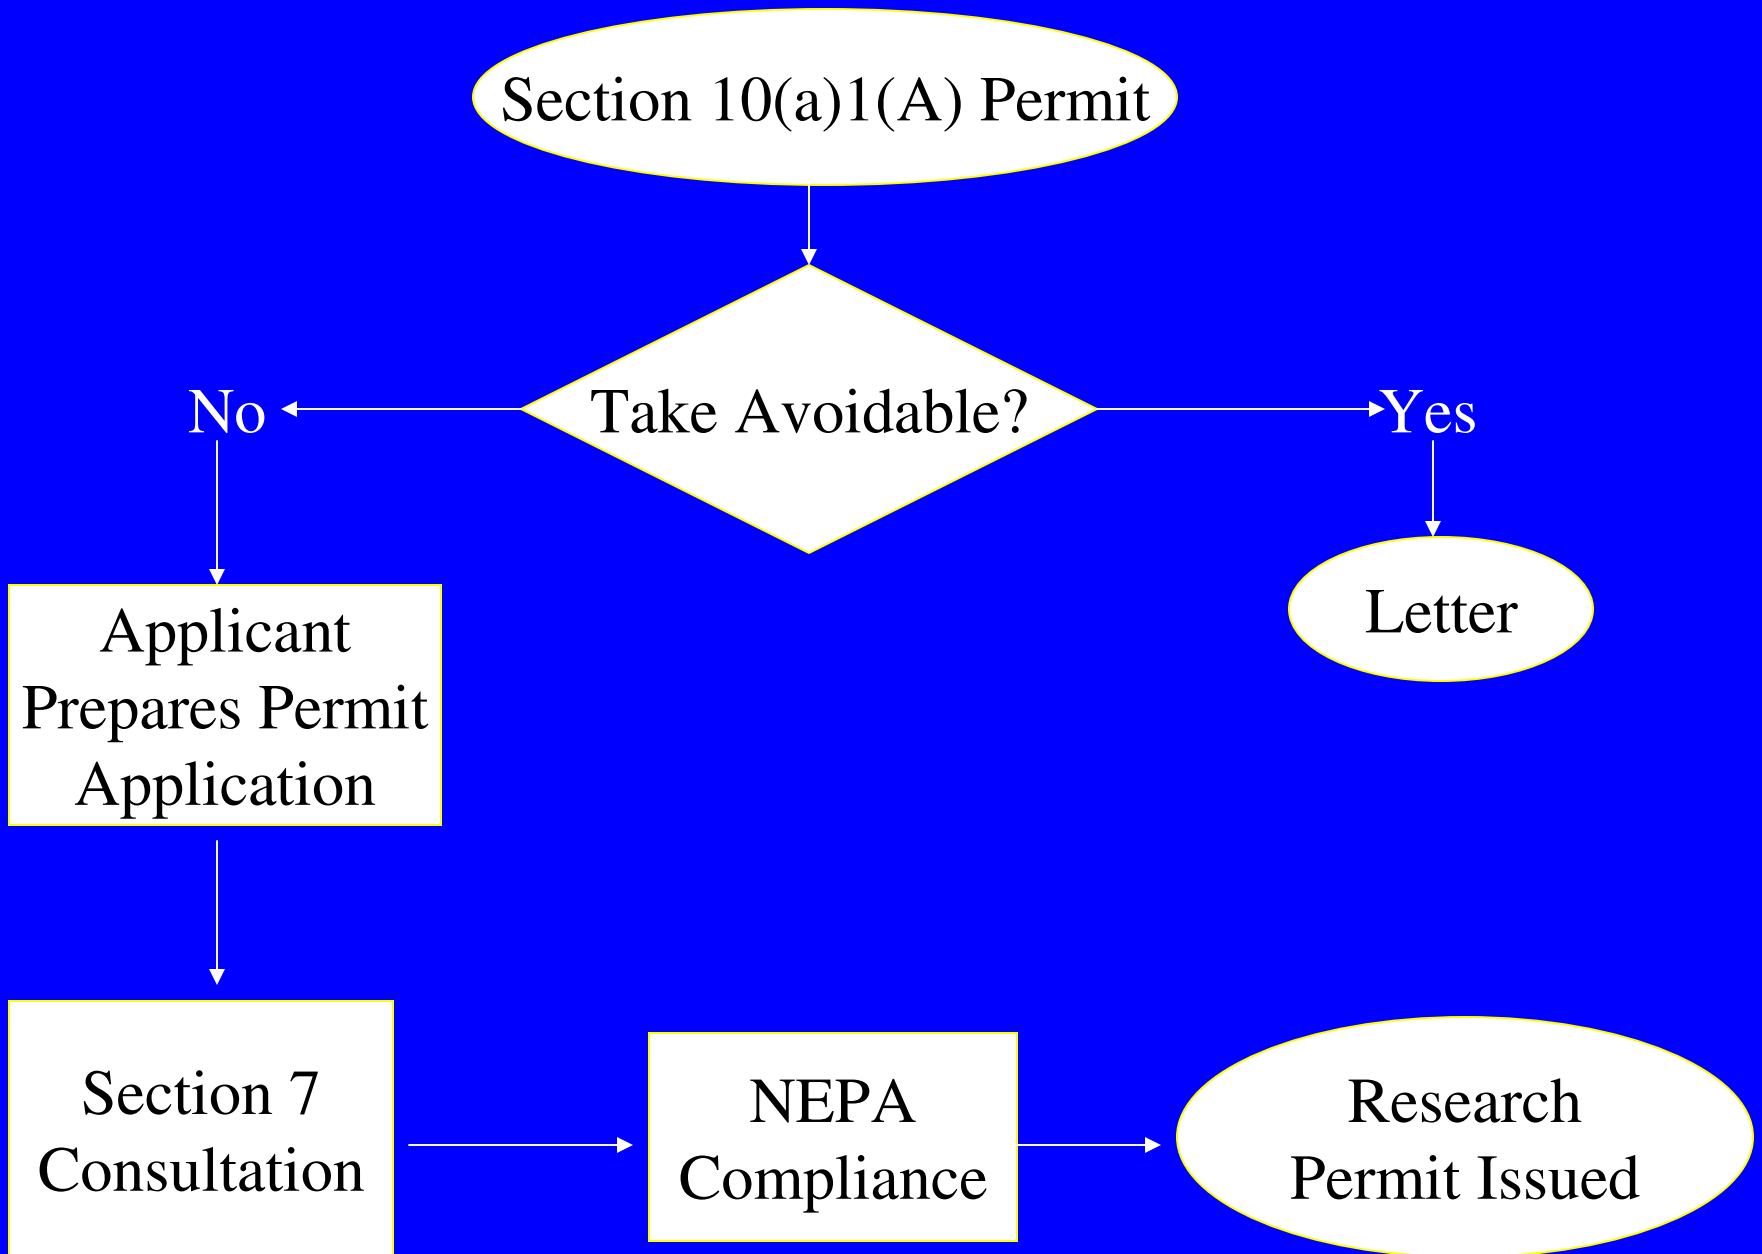 Section 10(a)1(A) Permit
Take Avoidable?
No
Yes
Letter
Applicant
Prepares Permit
Application
Section 7
Consultation
NEPA
Compliance
Research
Permit Issued